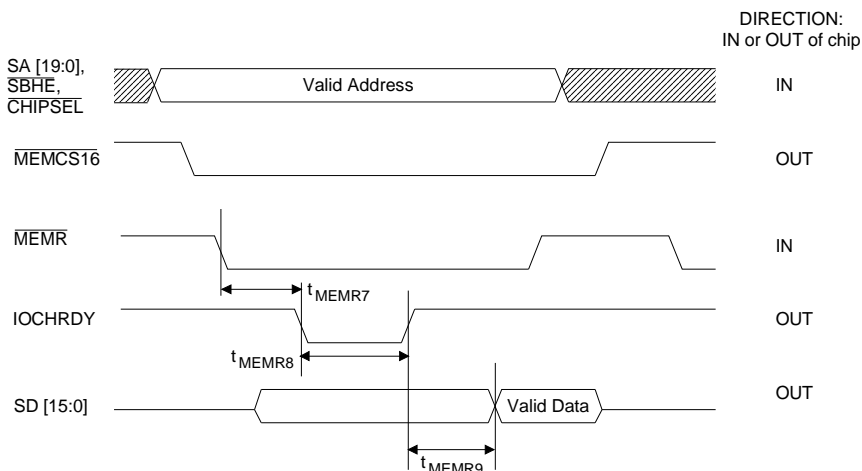 DIRECTION:
IN or OUT of chip
SA [19:0],
SBHE,
CHIPSEL
Valid Address
IN
MEMCS16
OUT
MEMR
IN
tMEMR7
IOCHRDY
OUT
tMEMR8
SD [15:0]
Valid Data
OUT
tMEMR9